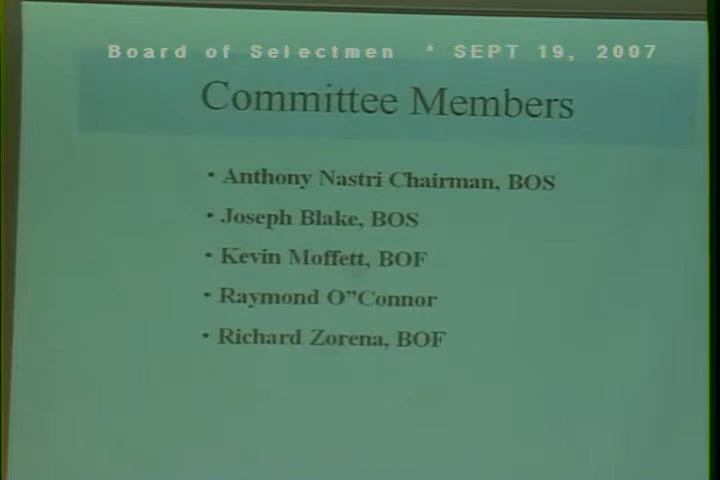 Board of Selectmen * SEPT 19, 2007
Committee Members
• Anthony Nastri Chairman, BOS
• Joseph Blake, BOS
• Kevin Moffett, BOF
• Raymond O”Connor
• Richard Zorena, BOF